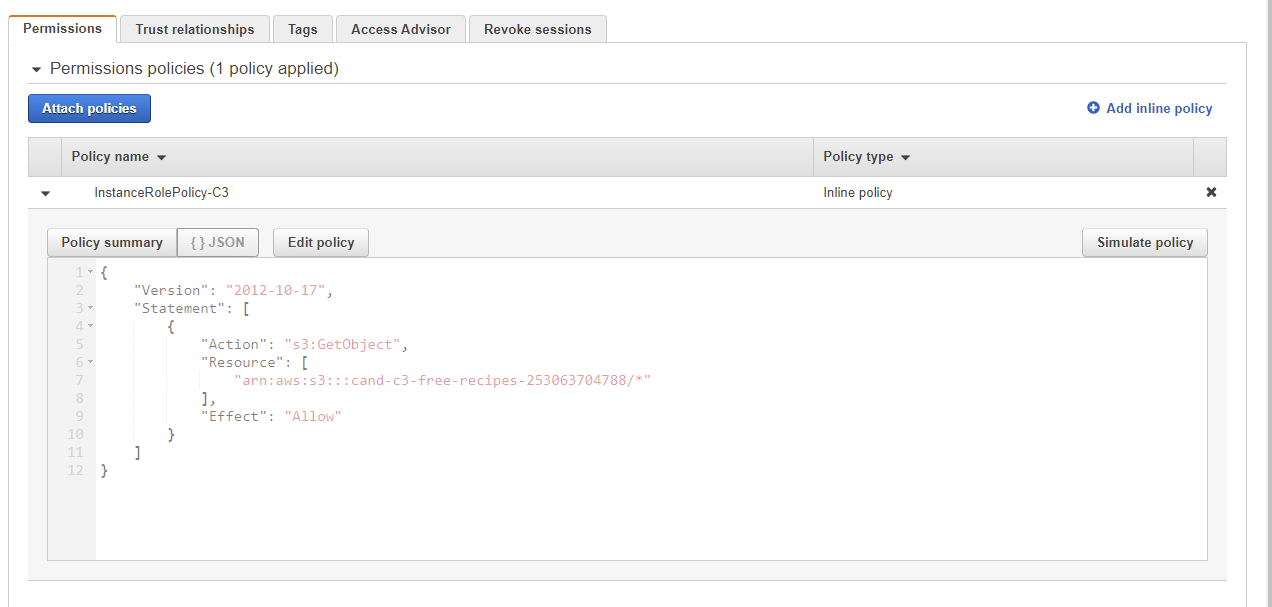 Permissions Trust relationships Tags Access Advisor Revoke sessions
Permissions policies (1 policy applied)
Attach policies Add inline policy
Policy name Policy type
InstanceRolePolicy-C3 Inline policy
Policy summary { } JSON Edit policy Simulate policy
1 {
2 "Version": "2012-10-17",
3 "Statement": [
4 {
5 "Action": "s3:GetObject",
6 "Resource": [
7 "arn:aws:s3:::cand-c3-free-recipes-253063704788/*"
8 ],
9 "Effect": "Allow"
10 }
11 ]
12 }